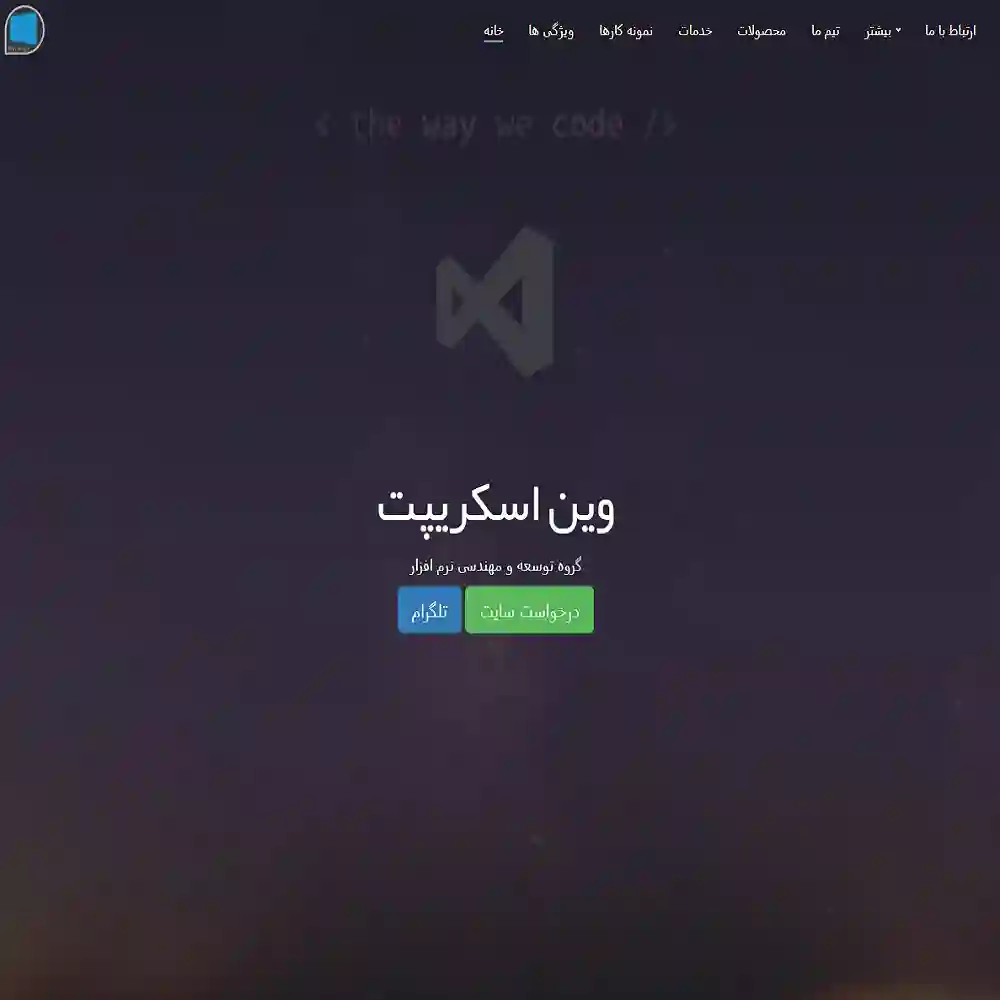 خانه
ویژگی ها
نمونه کارها
خدمات
محصولات
تیم ما
بیشتر
ارتباط با ما
< the way we code />
وین اسکریپت
گروه توسعه و مهندسی نرم افزار
درخواست سایت
تلگرام